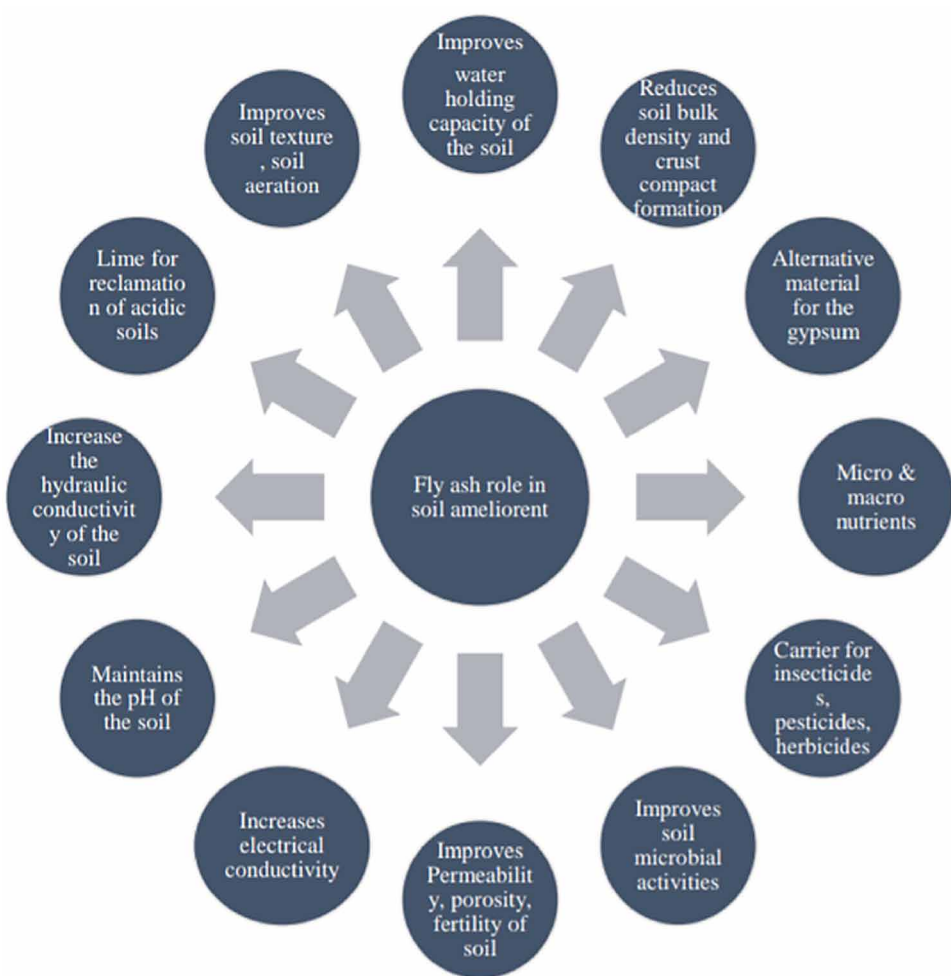 Improves
water
holding
capacity of
the soil
Reduces
soil bulk
density and
crust
compact
formation
Alternative
material
for the
gypsum
Micro &
macro
nutrients
Carrier for
insecticide
s,
pesticides,
herbicides
Improves
soil
microbial
activities
Improves
Permeabilit
y, porosity,
fertility of
soil
Increases
electrical
conductivity
Maintains
the pH of
the soil
Increase
the
hydraulic
conductivit
y of the
soil
Lime for
reclamatio
n of acidic
soils
Improves
soil texture
, soil
aeration
Fly ash role in
soil ameliorent